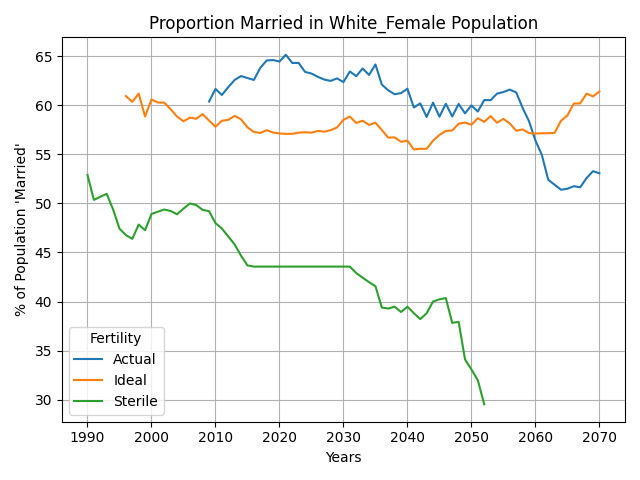 Proportion Married in White_Female Population
% of Population 'Married'
65
60
55
50
45
40
35
30
Fertility
Actual
Ideal
Sterile
1990 2000 2010 2020 2030 2040 2050 2060 2070
Years